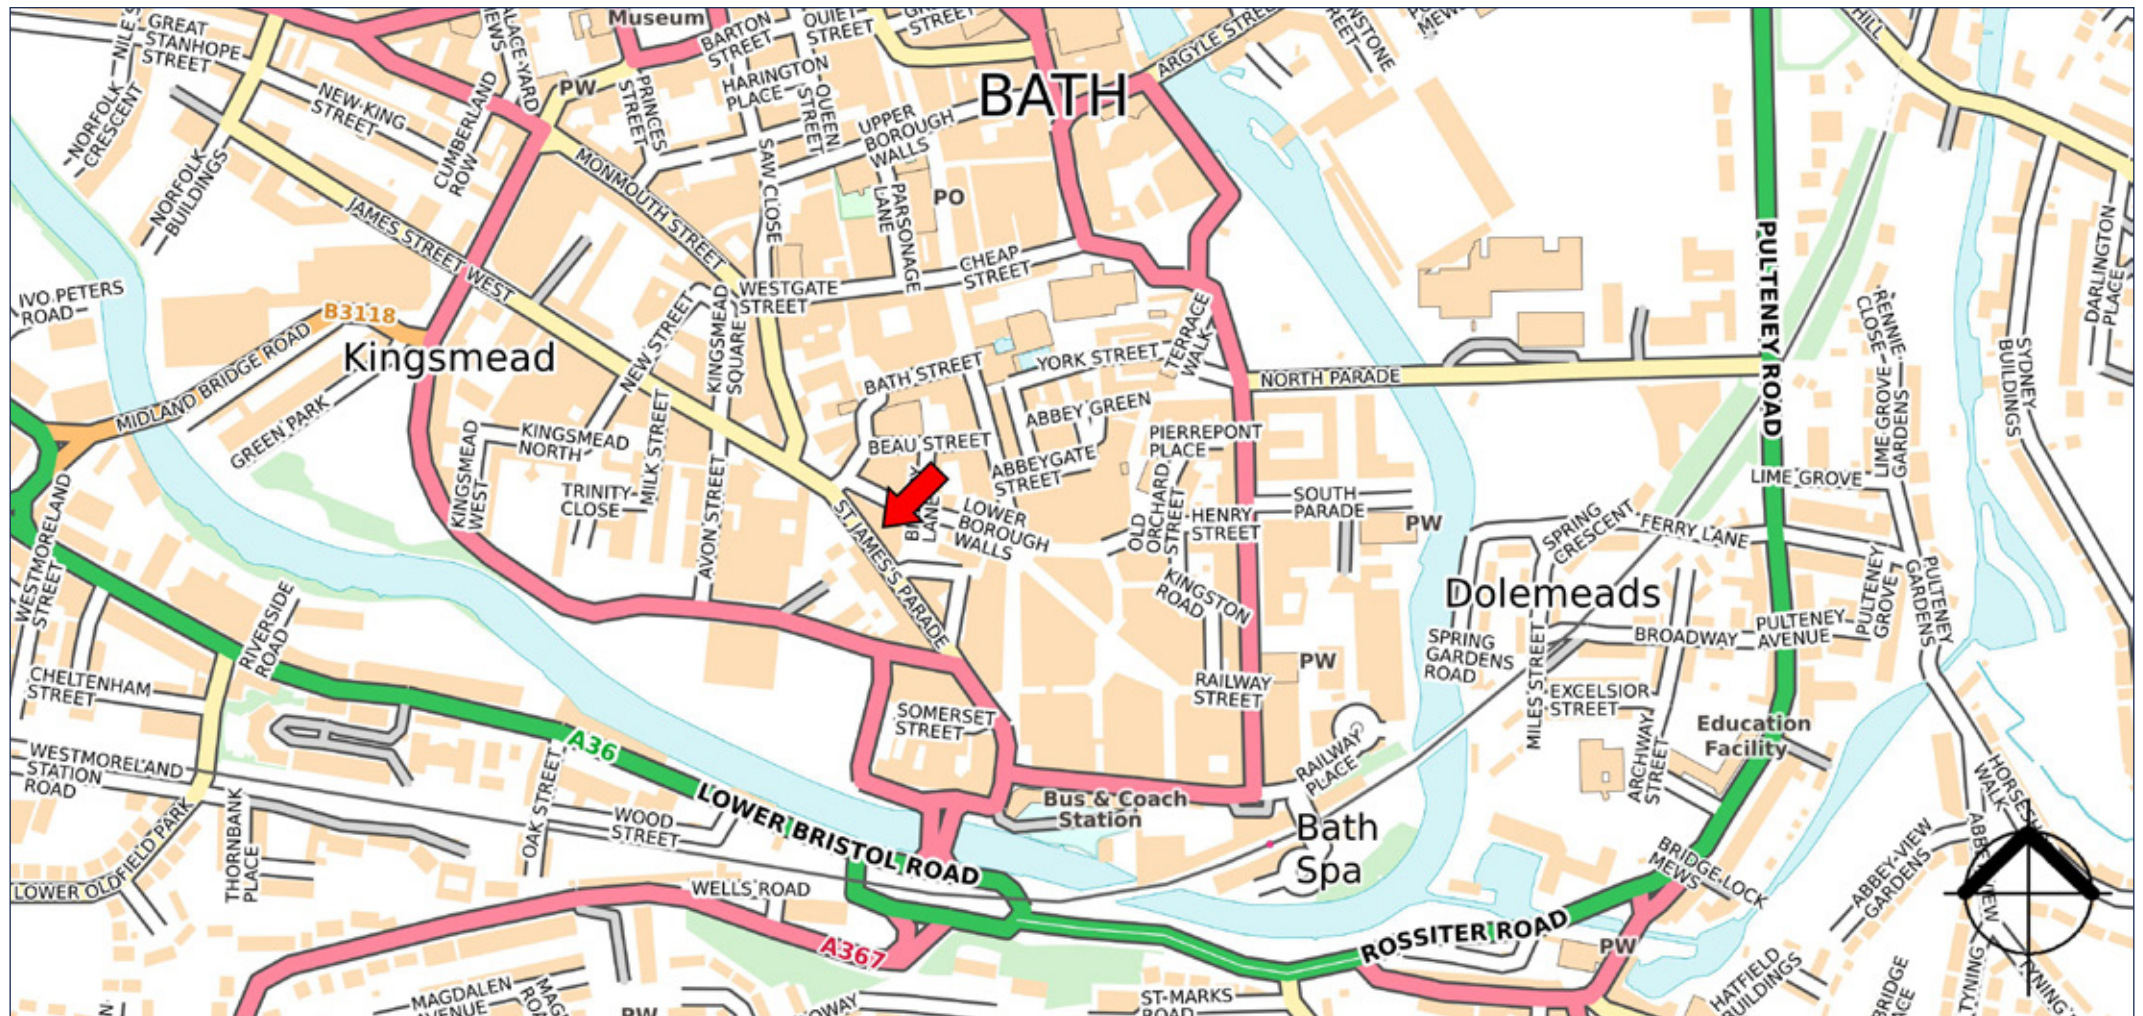 GREAT
STANHOPE
STREET
NILE S
NORFOLK
CRESCENT
NEW KING
STREET
NORFOLK
BUILDINGS
CUMBERLAND
ROW
PALACE YARD
MEWS
PW
Museum
BARTON
STREET
PRINCES
STREET
HARINGTON
PLACE
QUIET
STREET
QUEEN
STREET
UPPER
BOROUGH
WALLS
STREET
BATH
ARGYLE STREET
STREET
MEWS
HILL
MONMOUTH STREET
JAMES STREET WEST
SAW CLOSE
PARSONAGE
LANE
PO
CHEAP
STREET
WESTGATE
STREET
IVO PETERS
ROAD
B3118
MIDLAND BRIDGE ROAD
Kingsmead
GREEN PARK
NEW STREET
KINGSMEAD
SQUARE
BATH STREET
YORK STREET
TERRACE
WALK
NORTH PARADE
PULTENEY ROAD
RENNIE
CLOSE
LIME GROVE
GARDENS
SYDNEY
BUILDINGS
DARLINGTON
PLACE
KINGSMEAD
NORTH
KINGSMEAD
WEST
MILK STREET
TRINITY
CLOSE
AVON STREET
BEAU STREET
ABBEY GREEN
ABBEYGATE
STREET
PIERREPONT
PLACE
OLD
ORCHARD
STREET
LANE
LOWER
BOROUGH
WALLS
ST JAMES'S PARADE
HENRY
STREET
SOUTH
PARADE
PW
LIME GROVE
SPRING
CRESCENT
FERRY LANE
WESTMORELAND
STREET
RIVERSIDE
ROAD
KINGSTON
ROAD
Dolemeads
SPRING
GARDENS
ROAD
BROADWAY
PULTENEY
AVENUE
PULTENEY
GROVE
PULTENEY
GARDENS
CHELTENHAM
STREET
SOMERSET
STREET
RAILWAY
STREET
PW
MILES STREET
EXCELSIOR
STREET
ARCHWAY
STREET
Education
Facility
WESTMORELAND
STATION
ROAD
A36
LOWER BRISTOL ROAD
OAK STREET
WOOD
STREET
Bus & Coach
Station
RAILWAY
PLACE
Bath
Spa
HORSESH
WALK
THORNBANK
PLACE
LOWER OLDFIELD PARK
WELLS ROAD
A367
ROSSITER ROAD
BRIDGE LOCK
MEWS
ABBEY VIEW
GARDENS
ABBEY VIEW
PW
HATFIELD
BUILDINGS
TYNING
TYNING
MAGDALEN
AVENUE
PW
ST MARKS
ROAD